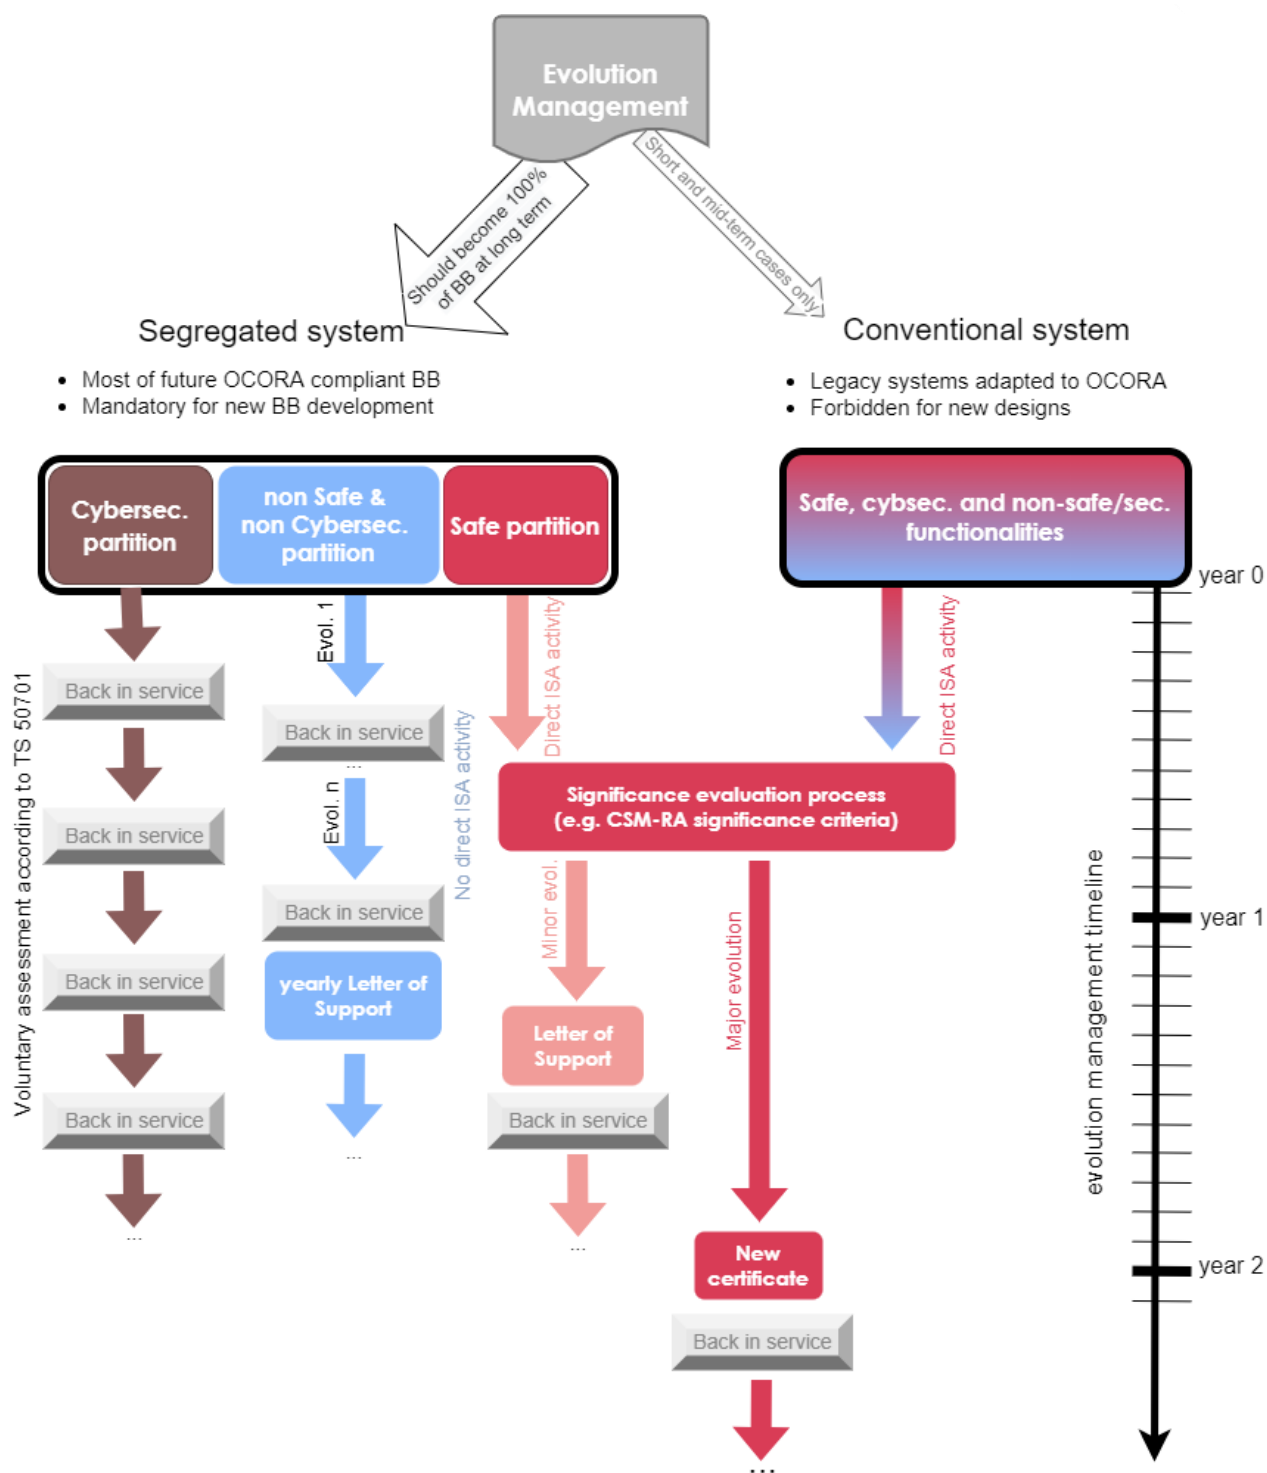 Evolution
Management
Should become 100%
of BB at long term
Short and mid-term cases only
Segregated system
• Most of future OCORA compliant BB
• Mandatory for new BB development
Conventional system
• Legacy systems adapted to OCORA
• Forbidden for new designs
Cybersec.
partition
non Safe &
non Cybersec.
partition
Safe partition
Safe, cybsec. and non-safe/sec.
functionalities
year 0
Voluntary assessment according to TS 50701
Back in service
Back in service
Back in service
Back in service
...
Evol. 1
Back in service
...
Evol. n
Back in service
No direct ISA activity
yearly Letter of
Support
...
Direct ISA activity
Direct ISA activity
Significance evaluation process
(e.g. CSM-RA significance criteria)
Minor evol.
Letter of
Support
Back in service
...
Major evolution
New
certificate
Back in service
...
evolution management timeline
year 1
year 2